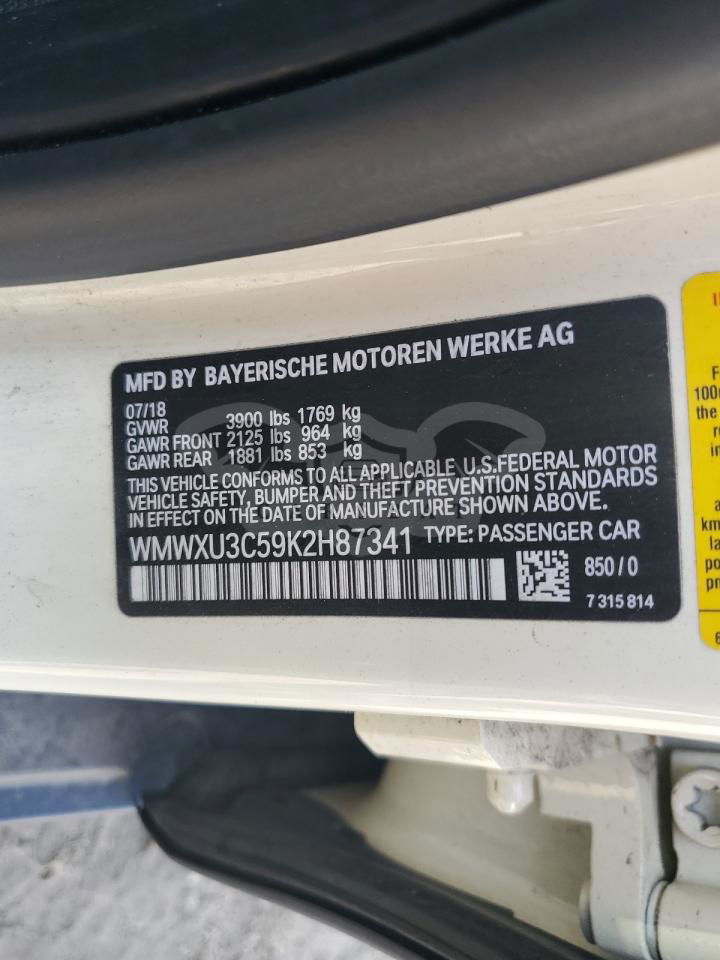 MFD BY BAYERISCHE MOTOREN WERKE AG
07/18
GVWR 3900 lbs 1769 kg
GAWR FRONT 2125 lbs 964 kg
GAWR REAR 1881 lbs 853 kg
THIS VEHICLE CONFORMS TO ALL APPLICABLE U.S.FEDERAL MOTOR
VEHICLE SAFETY, BUMPER AND THEFT PREVENTION STANDARDS
IN EFFECT ON THE DATE OF MANUFACTURE SHOWN ABOVE.
WMWXU3C59K2H87341 TYPE: PASSENGER CAR
850/0
7 315 814
100
the
km